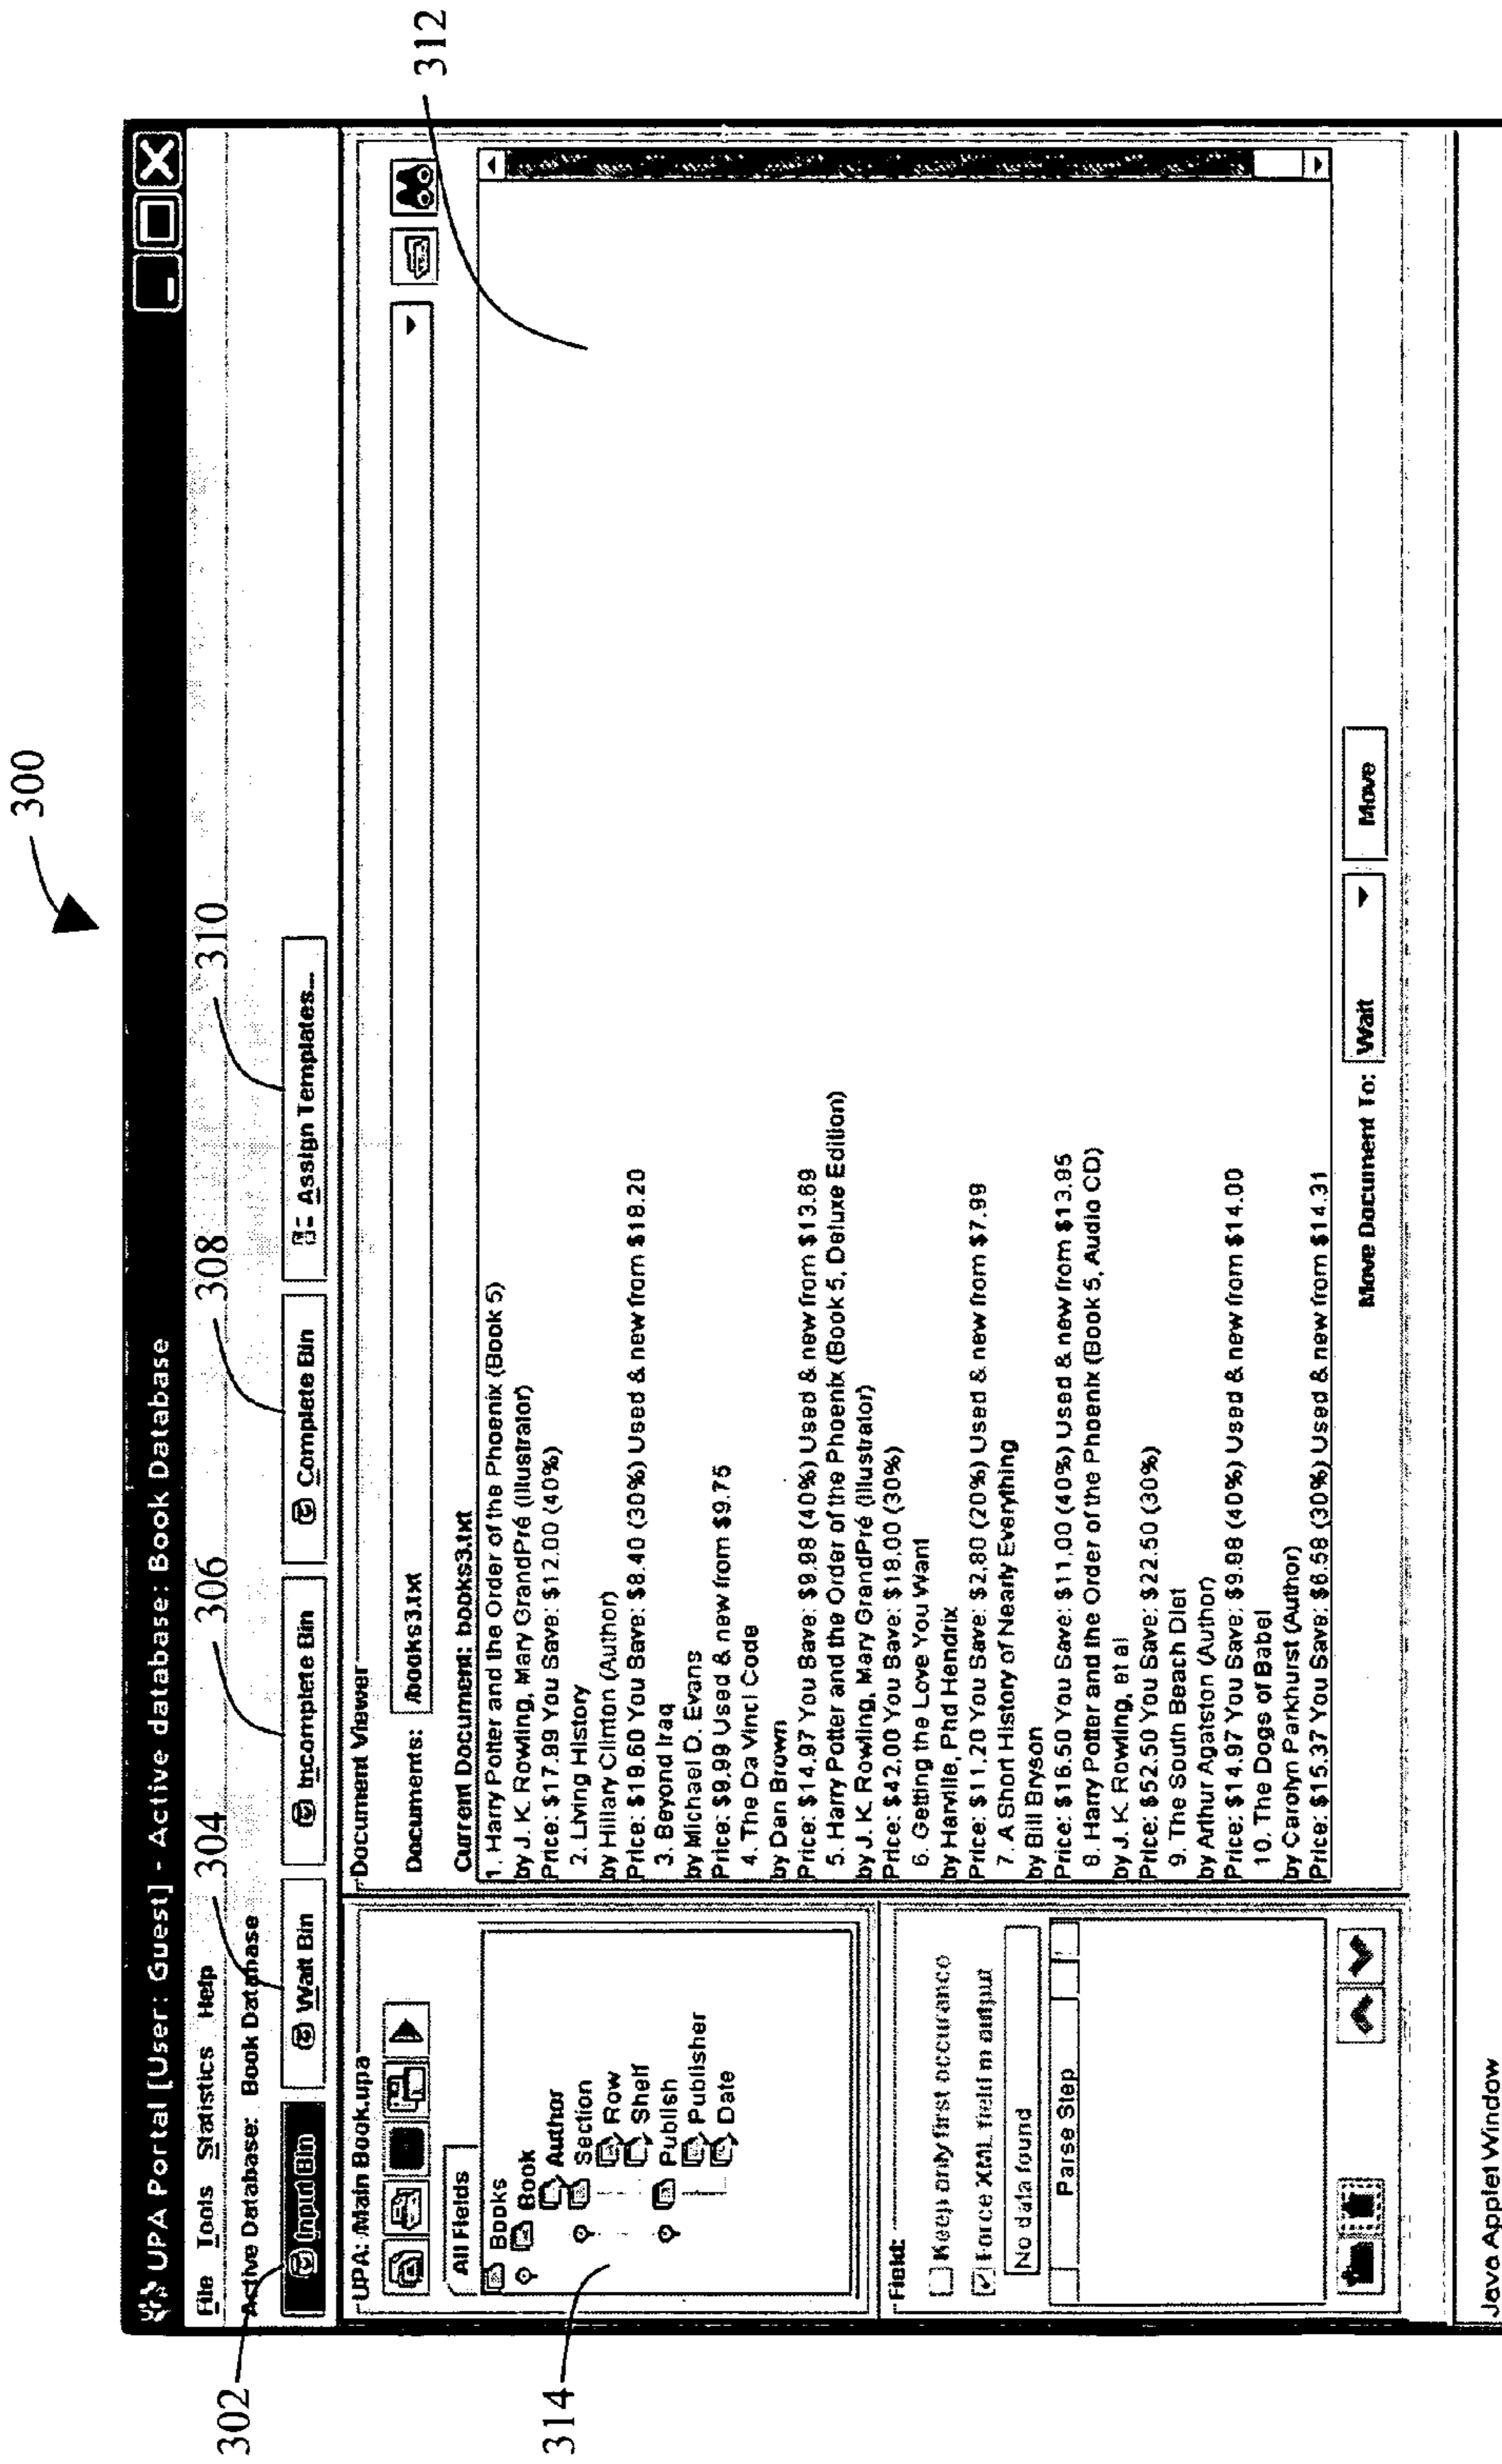 300
UPA Portal [User: Guest] - Active database: Book Database
File Tools Statistics Help
304
306
308
310
Active Database: Book Database
302
Input Bin
Wait Bin
Incomplete Bin
Complete Bin
Assign Templates...
UPA: /Main Book.upa
All Fields
Books
Book
Author
Section
Row
Shelf
Publish
Publisher
Date
314
Field:
Keep only first occurance
Force XML field in output
No data found
Parse Step
Document Viewer
Documents: /books3.txt
312
Current Document: books3.txt
1. Harry Potter and the Order of the Phoenix (Book 5)
by J. K. Rowling, Mary GrandPré (Illustrator)
Price: $17.99 You Save: $12.00 (40%)
2. Living History
by Hillary Clinton (Author)
Price: $19.60 You Save: $8.40 (30%) Used & new from $18.20
3. Beyond Iraq
by Michael D. Evans
Price: $9.99 Used & new from $9.75
4. The Da Vinci Code
by Dan Brown
Price: $14.97 You Save: $9.98 (40%) Used & new from $13.69
5. Harry Potter and the Order of the Phoenix (Book 5, Deluxe Edition)
by J. K. Rowling, Mary GrandPré (Illustrator)
Price: $42.00 You Save: $18.00 (30%)
6. Getting the Love You Want
by Harville, Phd Hendrix
Price: $11.20 You Save: $2.80 (20%) Used & new from $7.99
7. A Short History of Nearly Everything
by Bill Bryson
Price: $16.50 You Save: $11.00 (40%) Used & new from $13.95
8. Harry Potter and the Order of the Phoenix (Book 5, Audio CD)
by J. K. Rowling, et al
Price: $52.50 You Save: $22.50 (30%)
9. The South Beach Diet
by Arthur Agatston (Author)
Price: $14.97 You Save: $9.98 (40%) Used & new from $14.00
10. The Dogs of Babel
by Carolyn Parkhurst (Author)
Price: $15.37 You Save: $6.58 (30%) Used & new from $14.31
Move Document To: Wait
Move
Java Applet Window